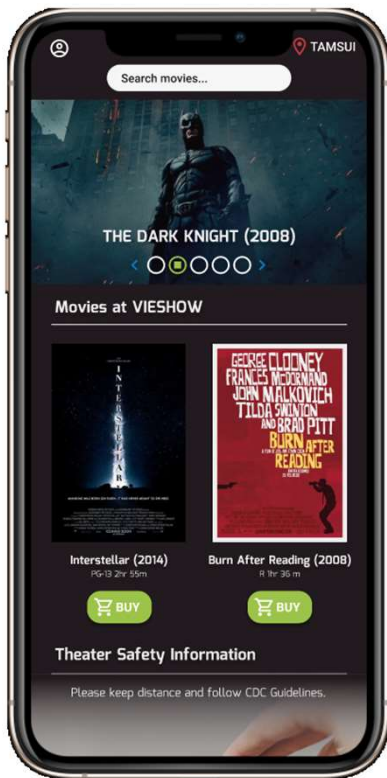 TAMSUI
Search movies...
THE DARK KNIGHT (2008)
Movies at VIESHOW
INTERSTELLAR
GEORGE CLOONEY
FRANCES McDORMAND
JOHN MALKOVICH
TILDA SWINTON
AND BRAD PITT
BURN AFTER
READING
Interstellar (2014)
PG-13 2hr 55m
Burn After Reading (2008)
R 1hr 36 m
BUY
BUY
Theater Safety Information
Please keep distance and follow CDC Guidelines.